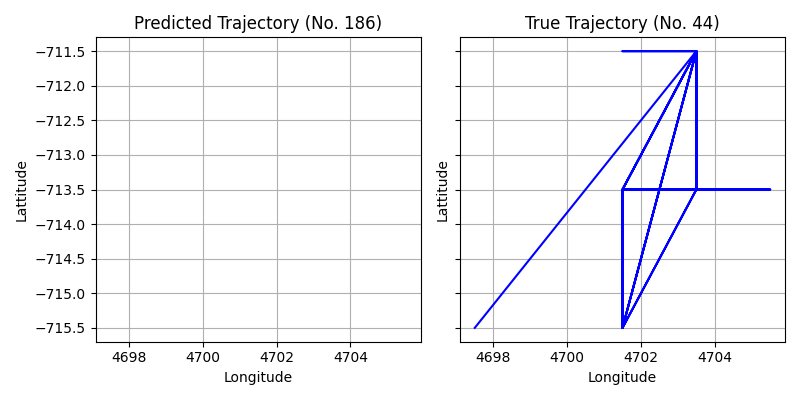 Predicted Trajectory (No. 186)
True Trajectory (No. 44)
−711.5
−712.0
−712.5
−713.0
−713.5
−714.0
−714.5
−715.0
−715.5
Lattitude
Lattitude
4698 4700 4702 4704
4698 4700 4702 4704
Longitude
Longitude